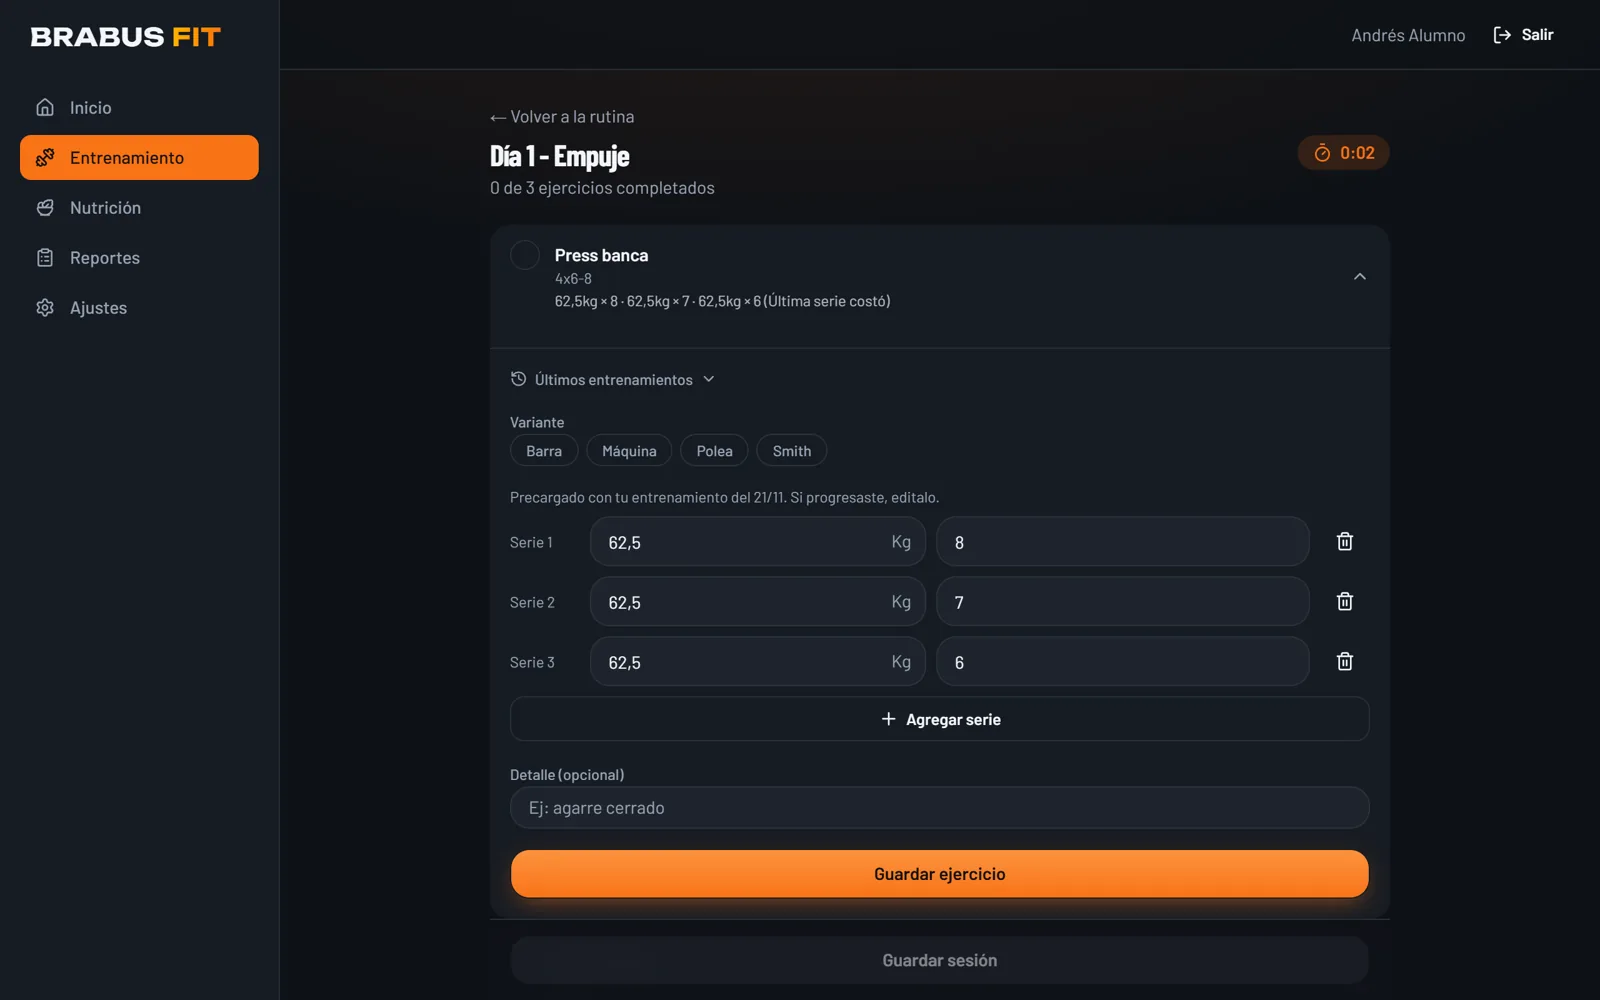 BRABUS FIT
Andrés Alumno
Salir
Inicio
Entrenamiento
Nutrición
Reportes
Ajustes
← Volver a la rutina
Día 1 - Empuje
0:02
0 de 3 ejercicios completados
Press banca
4x6-8
62,5kg × 8 · 62,5kg × 7 · 62,5kg × 6 (Última serie costó)
Últimos entrenamientos
Variante
Barra
Máquina
Polea
Smith
Precargado con tu entrenamiento del 21/11. Si progresaste, editalo.
Serie 1
62,5 Kg
8
Serie 2
62,5 Kg
7
Serie 3
62,5 Kg
6
+ Agregar serie
Detalle (opcional)
Ej: agarre cerrado
Guardar ejercicio
Guardar sesión